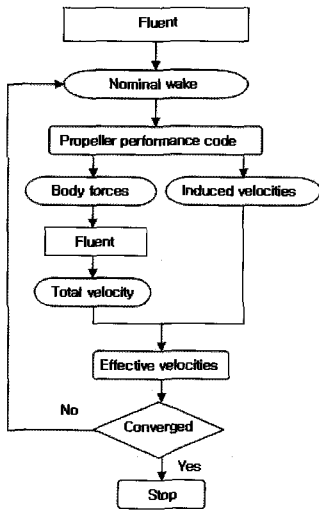 Fluent
Nominal wake
Propeller performance code
Body forces
Induced velocities
Fluent
Total velocity
Effective velocities
No
Converged
Yes
Stop